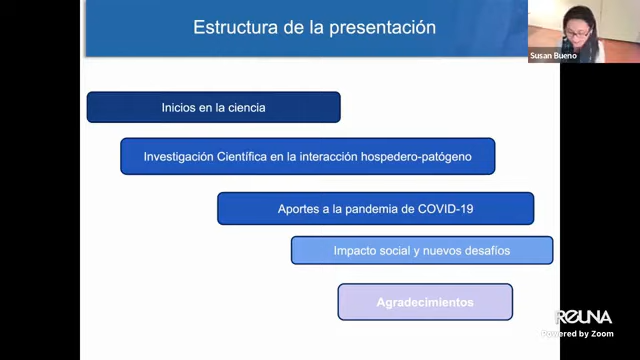 Estructura de la presentación
Susan Bueno
Inicios en la ciencia
Investigación Científica en la interacción hospedero-patógeno
Aportes a la pandemia de COVID-19
Impacto social y nuevos desafíos
Agradecimientos
REUNA
Powered by Zoom